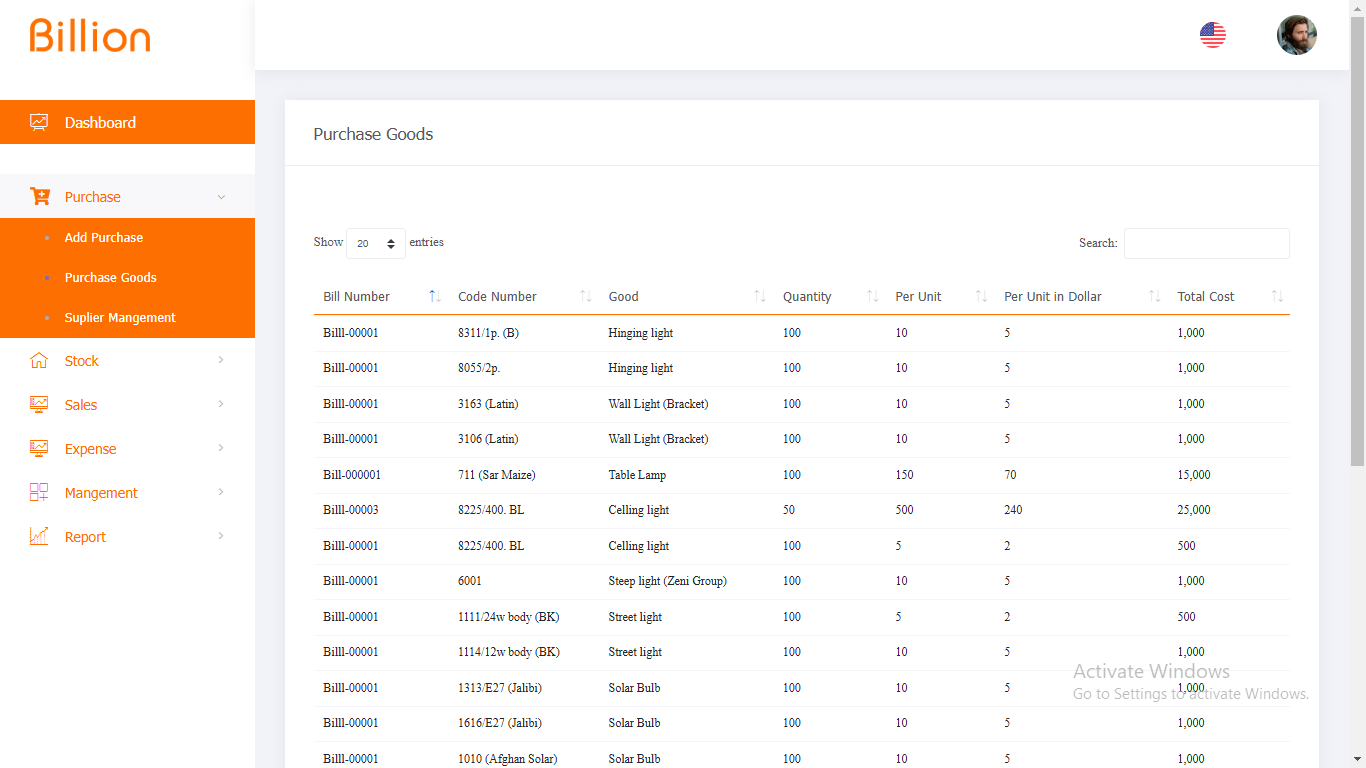 Billion
Dashboard
Purchase
Add Purchase
Purchase Goods
Suplier Mangement
Stock
Sales
Expense
Mangement
Report
Purchase Goods
Show 20 entries
Search:
Bill Number Code Number Good Quantity Per Unit Per Unit in Dollar Total Cost
Billl-00001 8311/1p. (B) Hinging light 100 10 5 1,000
Billl-00001 8055/2p. Hinging light 100 10 5 1,000
Billl-00001 3163 (Latin) Wall Light (Bracket) 100 10 5 1,000
Billl-00001 3106 (Latin) Wall Light (Bracket) 100 10 5 1,000
Bill-000001 711 (Sar Maize) Table Lamp 100 150 70 15,000
Billl-00003 8225/400. BL Celling light 50 500 240 25,000
Billl-00001 8225/400. BL Celling light 100 5 2 500
Billl-00001 6001 Steep light (Zeni Group) 100 10 5 1,000
Billl-00001 1111/24w body (BK) Street light 100 5 2 500
Billl-00001 1114/12w body (BK) Street light 100 10 5 1,000
Billl-00001 1313/E27 (Jalibi) Solar Bulb 100 10 5 1,000
Billl-00001 1616/E27 (Jalibi) Solar Bulb 100 10 5 1,000
Billl-00001 1010 (Afghan Solar) Solar Bulb 100 10 5 1,000
Activate Windows
Go to Settings to activate Windows.